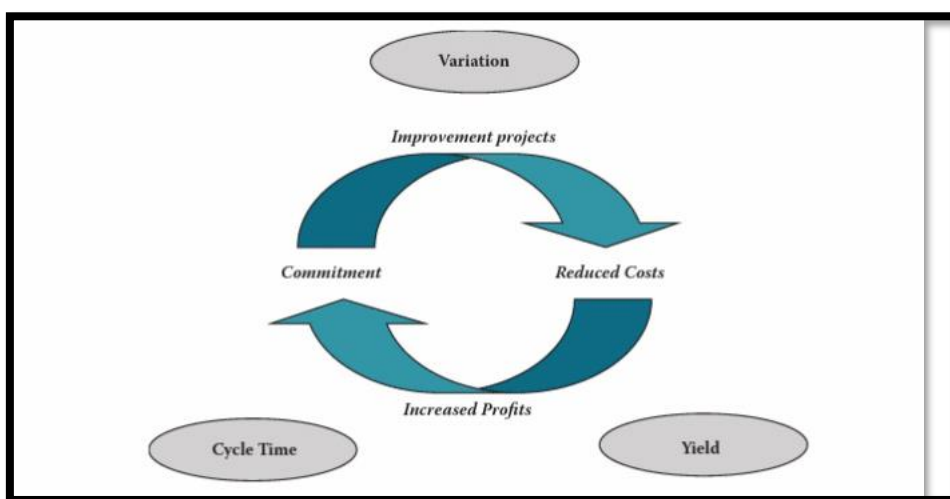 Variation
Improvement projects
Commitment
Reduced Costs
Increased Profits
Cycle Time
Yield